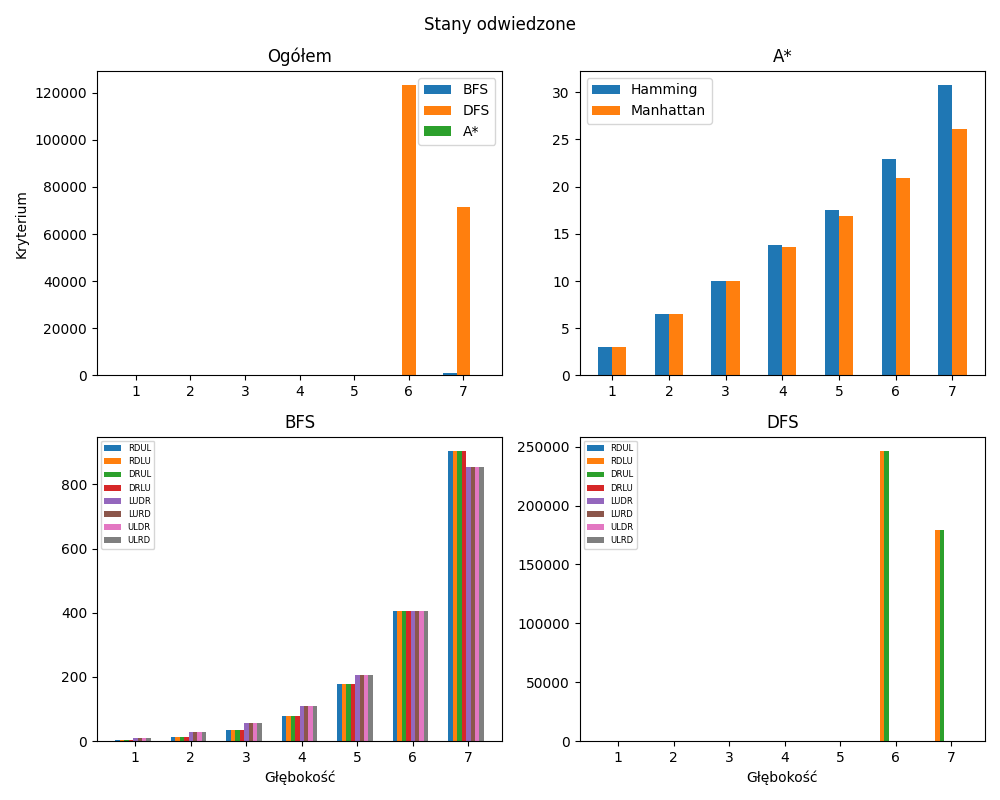 Stany odwiedzone
Ogółem
Kryterium
120000
100000
80000
60000
40000
20000
0
1 2 3 4 5 6 7
BFS
DFS
A*
A*
30
25
20
15
10
5
0
1 2 3 4 5 6 7
Hamming
Manhattan
BFS
800
600
400
200
0
1 2 3 4 5 6 7
Głębokość
RDUL
RDLU
DRUL
DRLU
LUDR
LURD
ULDR
ULRD
DFS
250000
200000
150000
100000
50000
0
1 2 3 4 5 6 7
Głębokość
RDUL
RDLU
DRUL
DRLU
LUDR
LURD
ULDR
ULRD